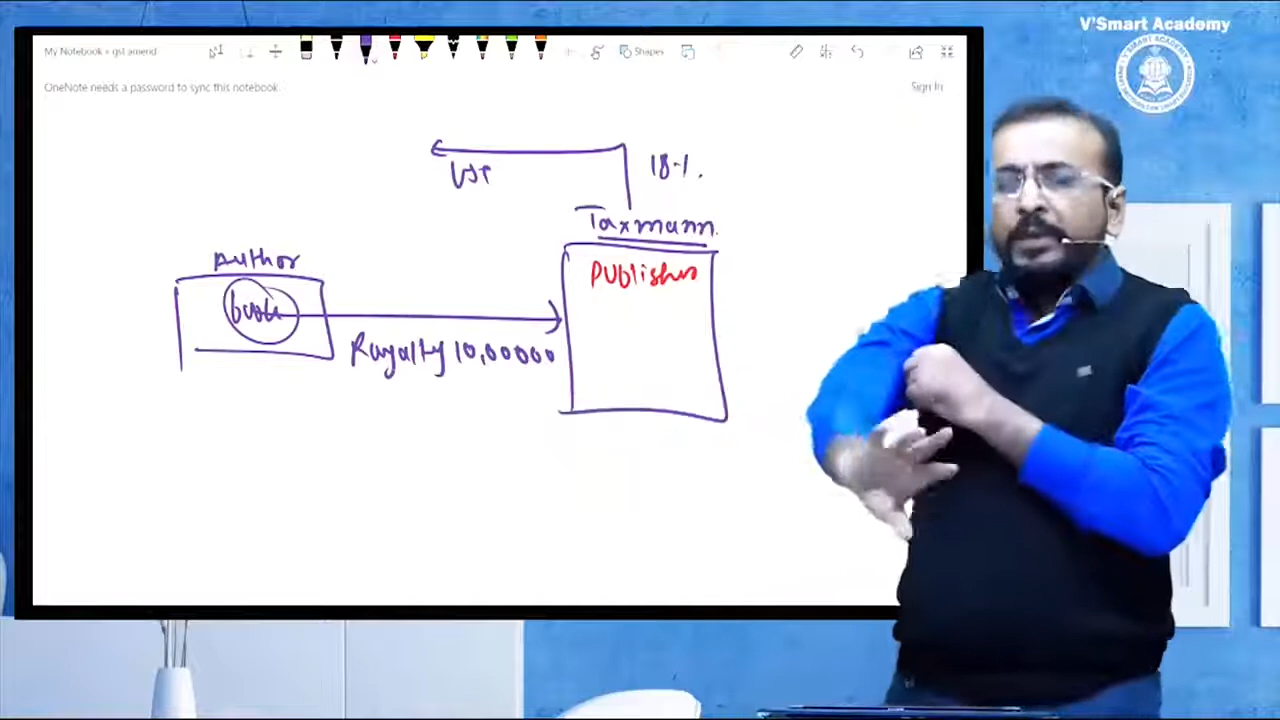 V'Smart Academy
My Notebook » gst amend
Shapes
OneNote needs a password to sync this notebook.
Sign In
18%.
Taxmann
Author
Publisher
book
Royalty 10,00000